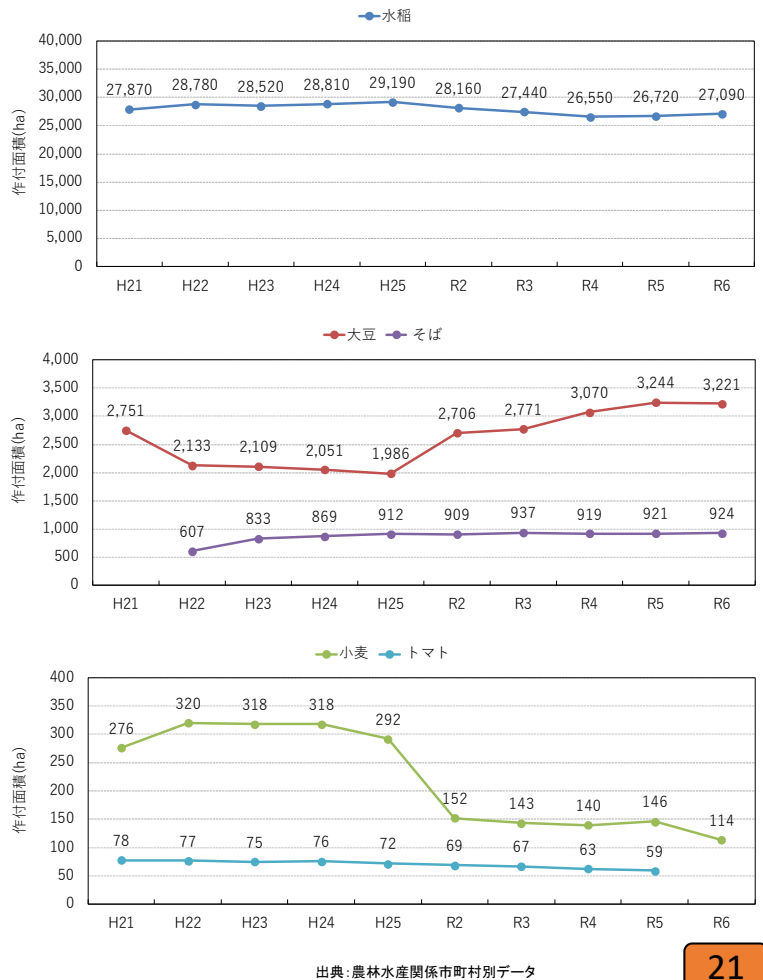 水稲
40,000
35,000
30,000
25,000
20,000
15,000
10,000
5,000
0
作付面積(ha)
27,870 28,780 28,520 28,810 29,190 28,160 27,440 26,550 26,720 27,090
H21 H22 H23 H24 H25 R2 R3 R4 R5 R6
大豆 そば
4,000
3,500
3,000
2,500
2,000
1,500
1,000
500
0
作付面積(ha)
2,751 2,133 2,109 2,051 1,986 2,706 2,771 3,070 3,244 3,221
607 833 869 912 909 937 919 921 924
H21 H22 H23 H24 H25 R2 R3 R4 R5 R6
小麦 トマト
400
350
300
250
200
150
100
50
0
作付面積(ha)
276 320 318 318 292 152 143 140 146 114
78 77 75 76 72 69 67 63 59
H21 H22 H23 H24 H25 R2 R3 R4 R5 R6
出典:農林水産関係市町村別データ
21